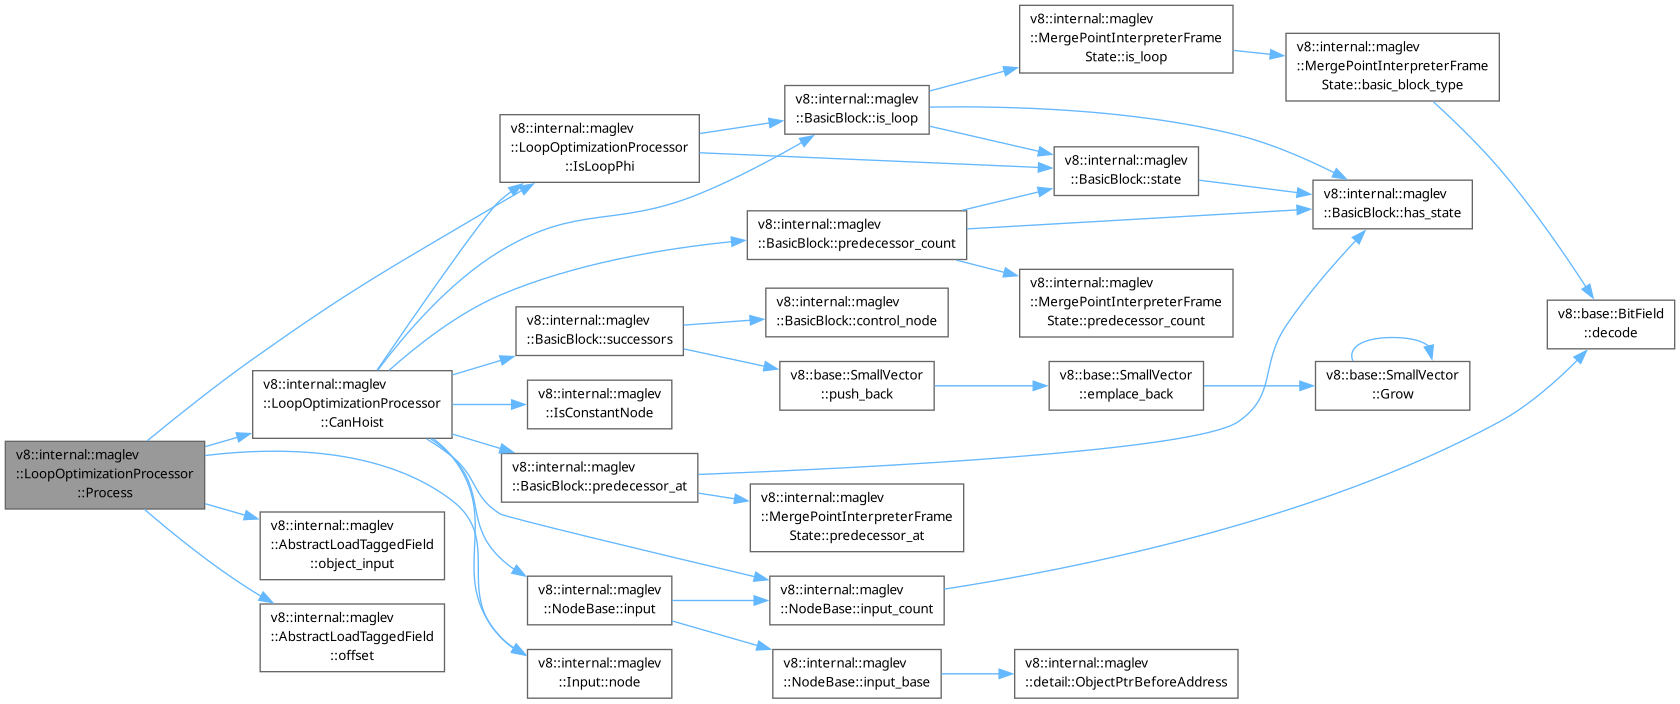 v8::internal::maglev
::LoopOptimizationProcessor
::Process
v8::internal::maglev
::LoopOptimizationProcessor
::CanHoist
v8::internal::maglev
::AbstractLoadTaggedField
::object_input
v8::internal::maglev
::AbstractLoadTaggedField
::offset
v8::internal::maglev
::LoopOptimizationProcessor
::IsLoopPhi
v8::internal::maglev
::BasicBlock::successors
v8::internal::maglev
::IsConstantNode
v8::internal::maglev
::BasicBlock::predecessor_at
v8::internal::maglev
::NodeBase::input
v8::internal::maglev
::Input::node
v8::internal::maglev
::BasicBlock::is_loop
v8::internal::maglev
::BasicBlock::predecessor_count
v8::internal::maglev
::BasicBlock::control_node
v8::base::SmallVector
::push_back
v8::internal::maglev
::MergePointInterpreterFrame
State::predecessor_at
v8::internal::maglev
::NodeBase::input_count
v8::internal::maglev
::NodeBase::input_base
v8::internal::maglev
::MergePointInterpreterFrame
State::is_loop
v8::internal::maglev
::BasicBlock::state
v8::internal::maglev
::MergePointInterpreterFrame
State::predecessor_count
v8::base::SmallVector
::emplace_back
v8::internal::maglev
::detail::ObjectPtrBeforeAddress
v8::internal::maglev
::MergePointInterpreterFrame
State::basic_block_type
v8::internal::maglev
::BasicBlock::has_state
v8::base::SmallVector
::Grow
v8::base::BitField
::decode